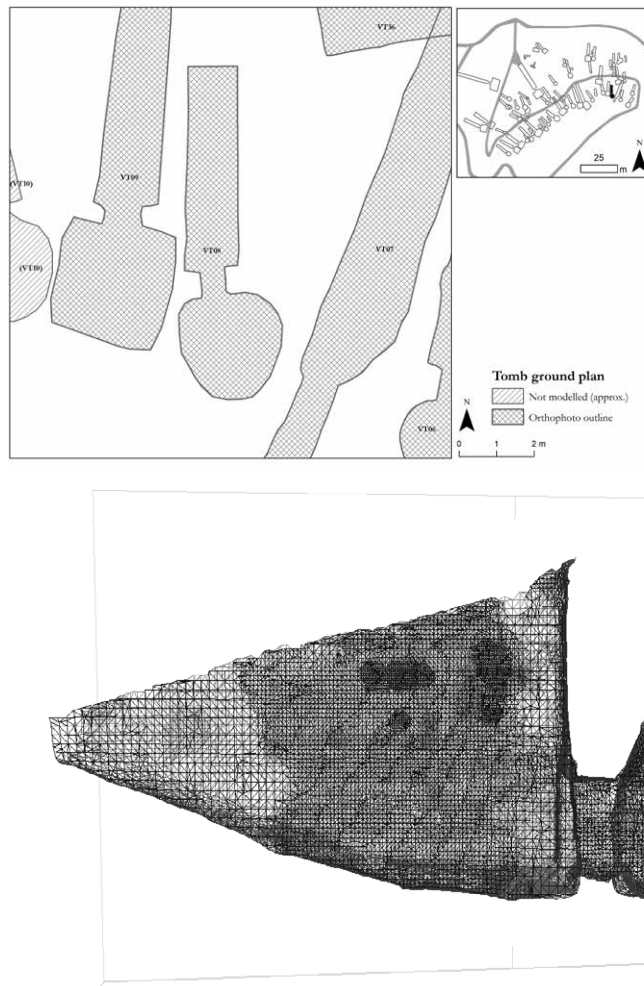 VT36
(VT10)
VT09
VT08
VT07
(VT10)
VT06
25
m
N
Tomb ground plan
Not modelled (approx.)
Orthophoto outline
N
0 1 2 m